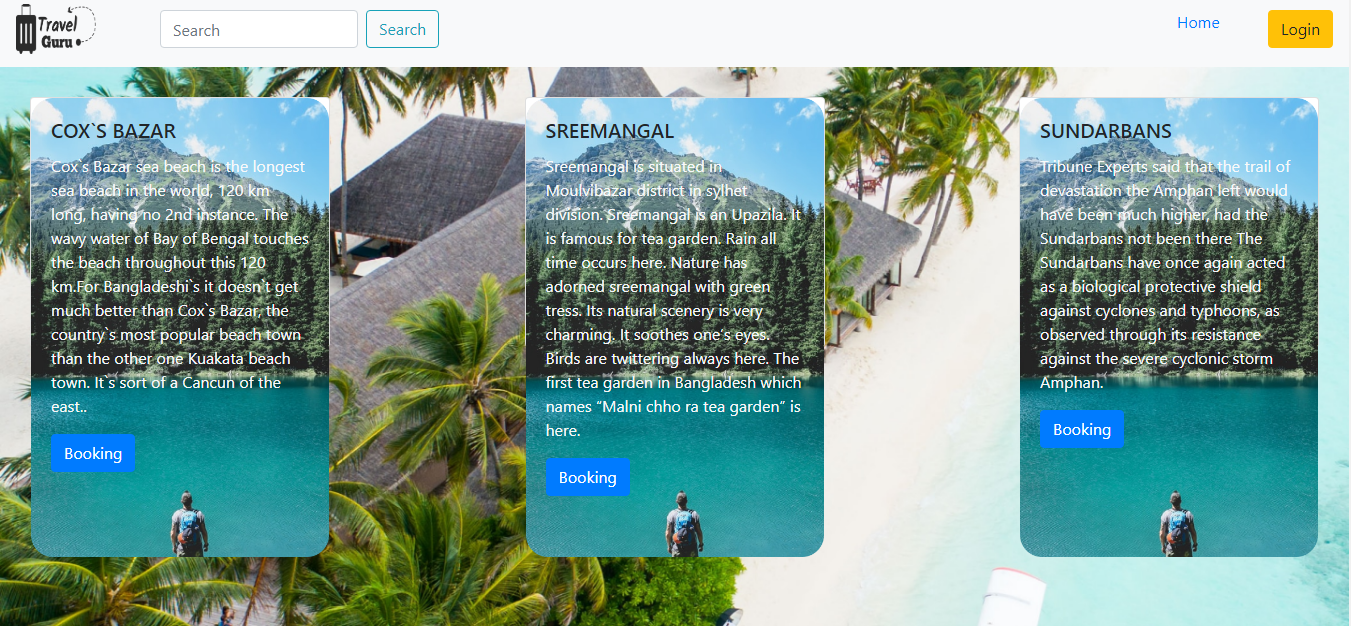 Travel
Guru
Search
Search
Home
Login
COX`S BAZAR
Cox`s Bazar sea beach is the longest
sea beach in the world, 120 km
long, having no 2nd instance. The
wavy water of Bay of Bengal touches
the beach throughout this 120
km.For Bangladeshi`s it doesn`t get
much better than Cox`s Bazar, the
country`s most popular beach town
than the other one Kuakata beach
town. It`s sort of a Cancun of the
east..
Booking
SREEMANGAL
Sreemangal is situated in
Moulvibazar district in sylhet
division. Sreemangal is an Upazila. It
is famous for tea garden. Rain all
time occurs here. Nature has
adorned sreemangal with green
tress. Its natural scenery is very
charming. It soothes one’s eyes.
Birds are twittering always here. The
first tea garden in Bangladesh which
names “Malni chho ra tea garden” is
here.
Booking
SUNDARBANS
Tribune Experts said that the trail of
devastation the Amphan left would
have been much higher, had the
Sundarbans not been there The
Sundarbans have once again acted
as a biological protective shield
against cyclones and typhoons, as
observed through its resistance
against the severe cyclonic storm
Amphan.
Booking